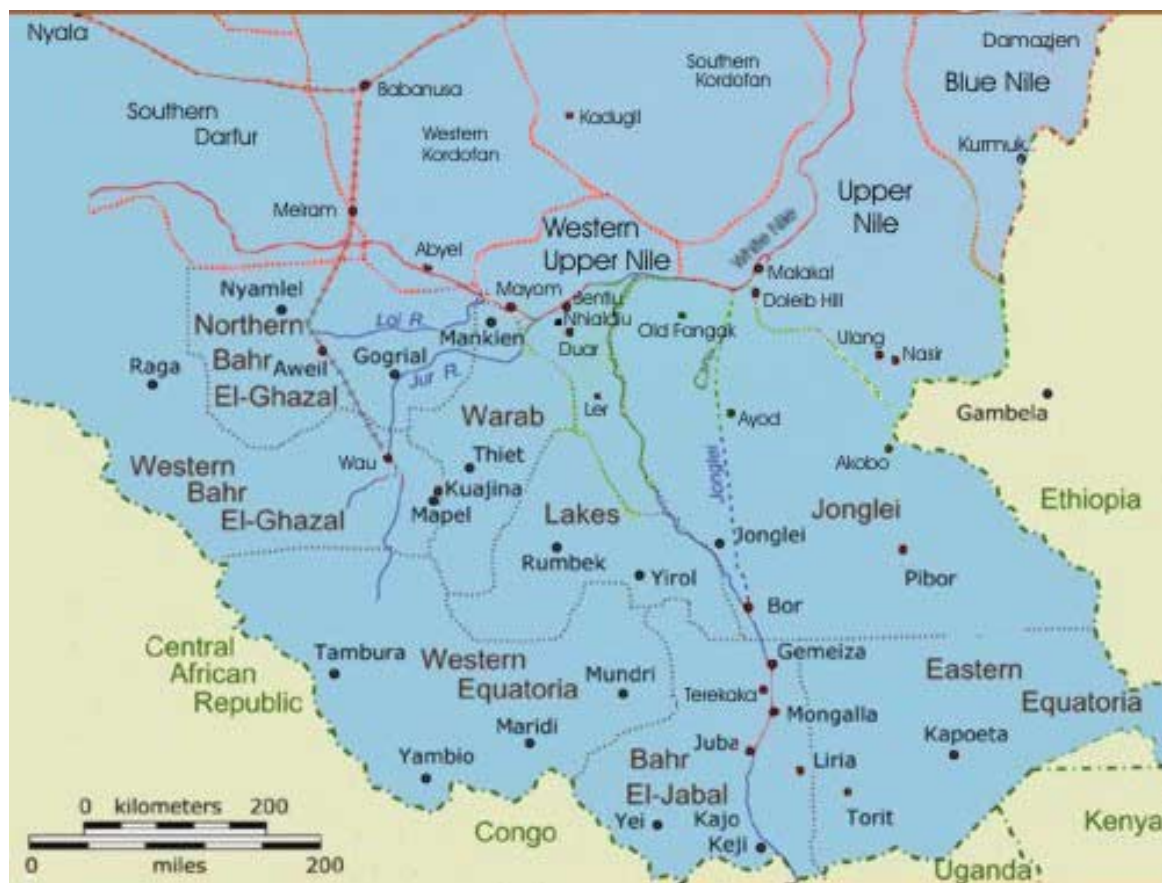 Nyala
Damazien
Southern
Kordofan
Blue Nile
Babanusa
Southern
Darfur
Kadugli
Western
Kordofan
Kurmuk
Upper
Nile
Meiram
Western
Upper Nile
White Nile
Abyei
Malakal
Doleib Hill
Nyamlel
Mayom
Bentiu
Nhialdiu
Old Fangak
Northern
Bahr
El-Ghazal
Lol R.
Mankien
Duar
Canal
Ulang
Nasir
Raga
Aweil
Gogrial
Jur R.
Ler
Ayod
Gambela
Warab
Wau
Thiet
Akobo
Western
Bahr
El-Ghazal
Kuajina
Mapel
Jonglei
Ethiopia
Lakes
Jonglei
Jonglei
Rumbek
Yirol
Pibor
Bor
Central
African
Republic
Tambura
Western
Equatoria
Mundri
Gemeiza
Eastern
Equatoria
Terekaka
Mongalla
Maridi
Juba
Kapoeta
Yambio
Bahr
El-Jabal
Liria
0 kilometers 200
Yei
Kajo
Keji
Torit
Congo
Kenya
0 miles 200
Uganda